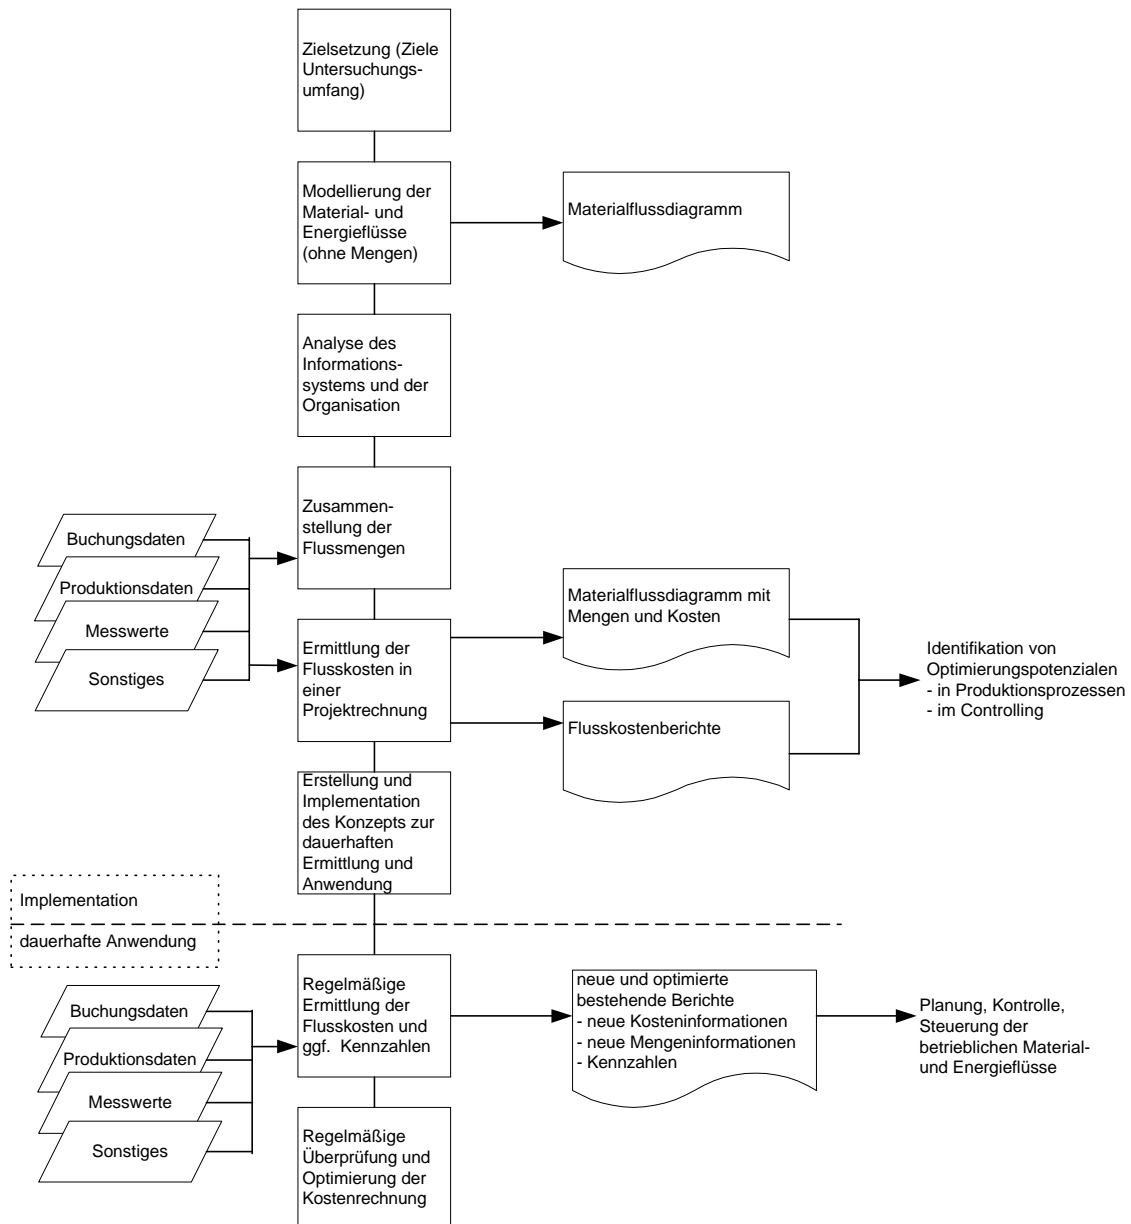 Zielsetzung (Ziele
Untersuchungs-
umfang)
Modellierung der
Material- und
Energieflüsse
(ohne Mengen)
Materialflussdiagramm
Analyse des
Informations-
systems und der
Organisation
Zusammen-
stellung der
Flussmengen
Buchungsdaten
Produktionsdaten
Messwerte
Sonstiges
Ermittlung der
Flusskosten in
einer
Projektrechnung
Materialflussdiagramm mit
Mengen und Kosten
Flusskostenberichte
Identifikation von
Optimierungspotenzialen
- in Produktionsprozessen
- im Controlling
Erstellung und
Implementation
des Konzepts zur
dauerhaften
Ermittlung und
Anwendung
Implementation
dauerhafte Anwendung
Buchungsdaten
Produktionsdaten
Messwerte
Sonstiges
Regelmäßige
Ermittlung der
Flusskosten und
ggf. Kennzahlen
neue und optimierte
bestehende Berichte
- neue Kosteninformationen
- neue Mengeninformationen
- Kennzahlen
Planung, Kontrolle,
Steuerung der
betrieblichen Material-
und Energieflüsse
Regelmäßige
Überprüfung und
Optimierung der
Kostenrechnung